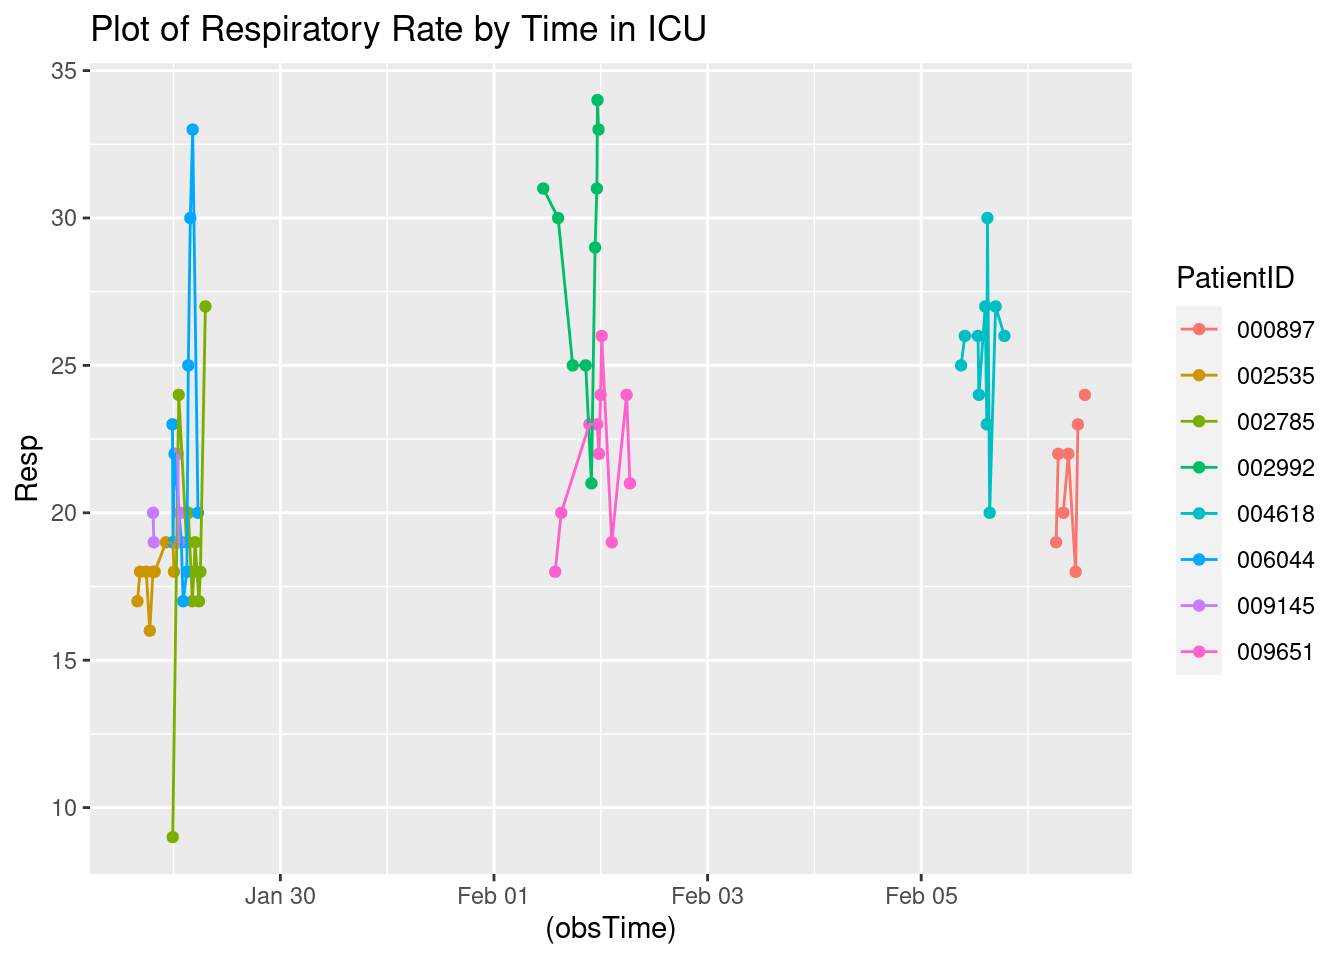 Plot of Respiratory Rate by Time in ICU
35
30
25
20
15
10
Resp
Jan 30
Feb 01
Feb 03
Feb 05
(obsTime)
PatientID
000897
002535
002785
002992
004618
006044
009145
009651